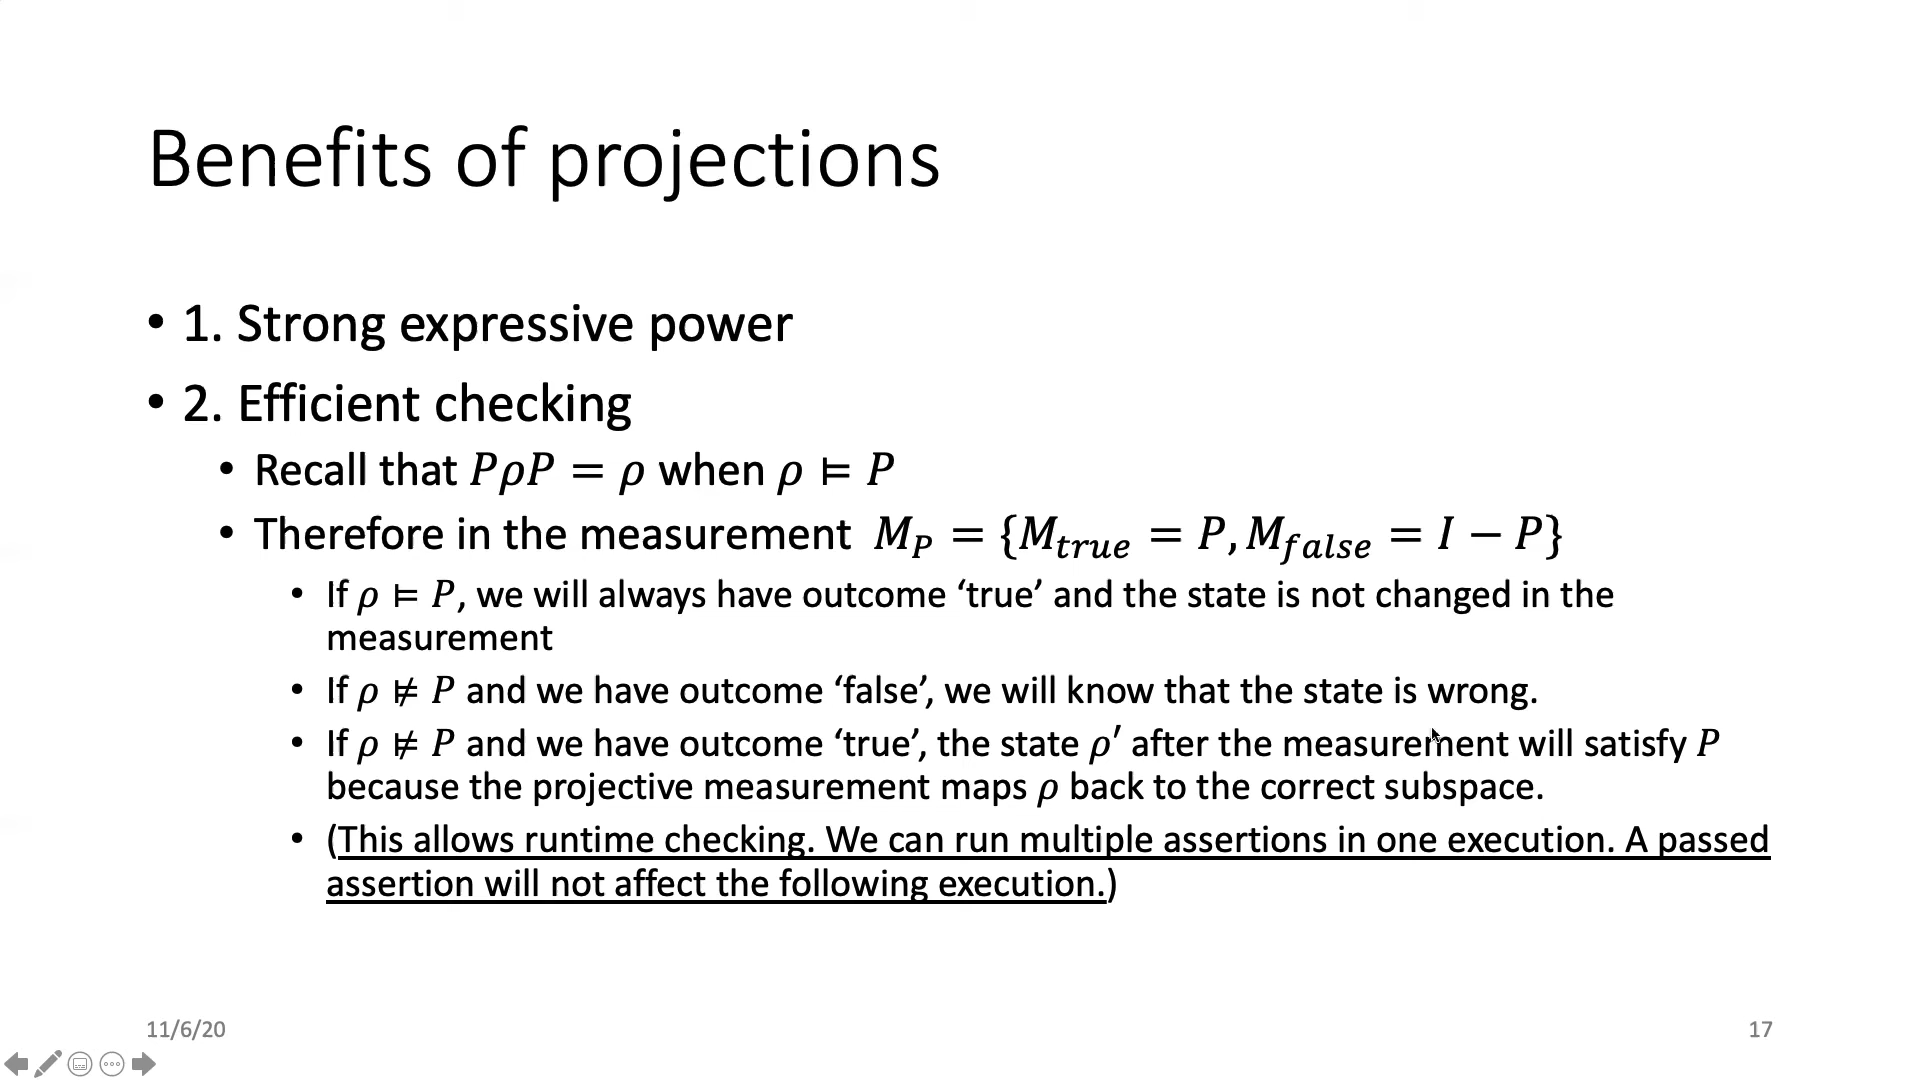 Benefits of projections
• 1. Strong expressive power
• 2. Efficient checking
• Recall that 𝑃𝜌𝑃 = 𝜌 when 𝜌 ⊨ 𝑃
• Therefore in the measurement 𝑀_𝑃 = {𝑀_𝑡𝑟𝑢𝑒 = 𝑃, 𝑀_𝑓𝑎𝑙𝑠𝑒 = 𝐼 − 𝑃}
• If 𝜌 ⊨ 𝑃, we will always have outcome ‘true’ and the state is not changed in the
measurement
• If 𝜌 ⊭ 𝑃 and we have outcome ‘false’, we will know that the state is wrong.
• If 𝜌 ⊭ 𝑃 and we have outcome ‘true’, the state 𝜌′ after the measurement will satisfy 𝑃
because the projective measurement maps 𝜌 back to the correct subspace.
• (This allows runtime checking. We can run multiple assertions in one execution. A passed
assertion will not affect the following execution.)
11/6/20
17